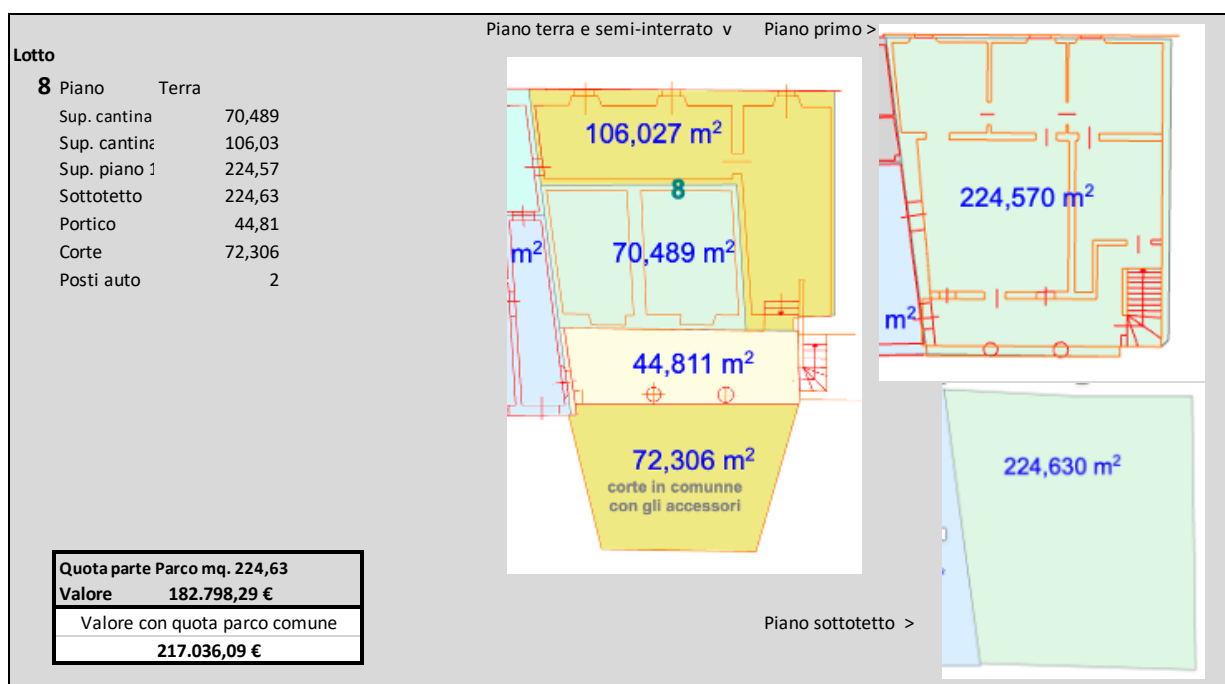 Piano terra e semi-interrato v Piano primo >
Lotto
8 Piano Terra
Sup. cantina 70,489
Sup. cantina 106,03
Sup. piano 1 224,57
Sottotetto 224,63
Portico 44,81
Corte 72,306
Posti auto 2
106,027 m²
8
70,489 m²
m²
44,811 m²
72,306 m²
corte in comunne
con gli accessori
224,570 m²
m²
224,630 m²
Quota parte Parco mq. 224,63
Valore 182.798,29 €
Valore con quota parco comune
217.036,09 €
Piano sottotetto >